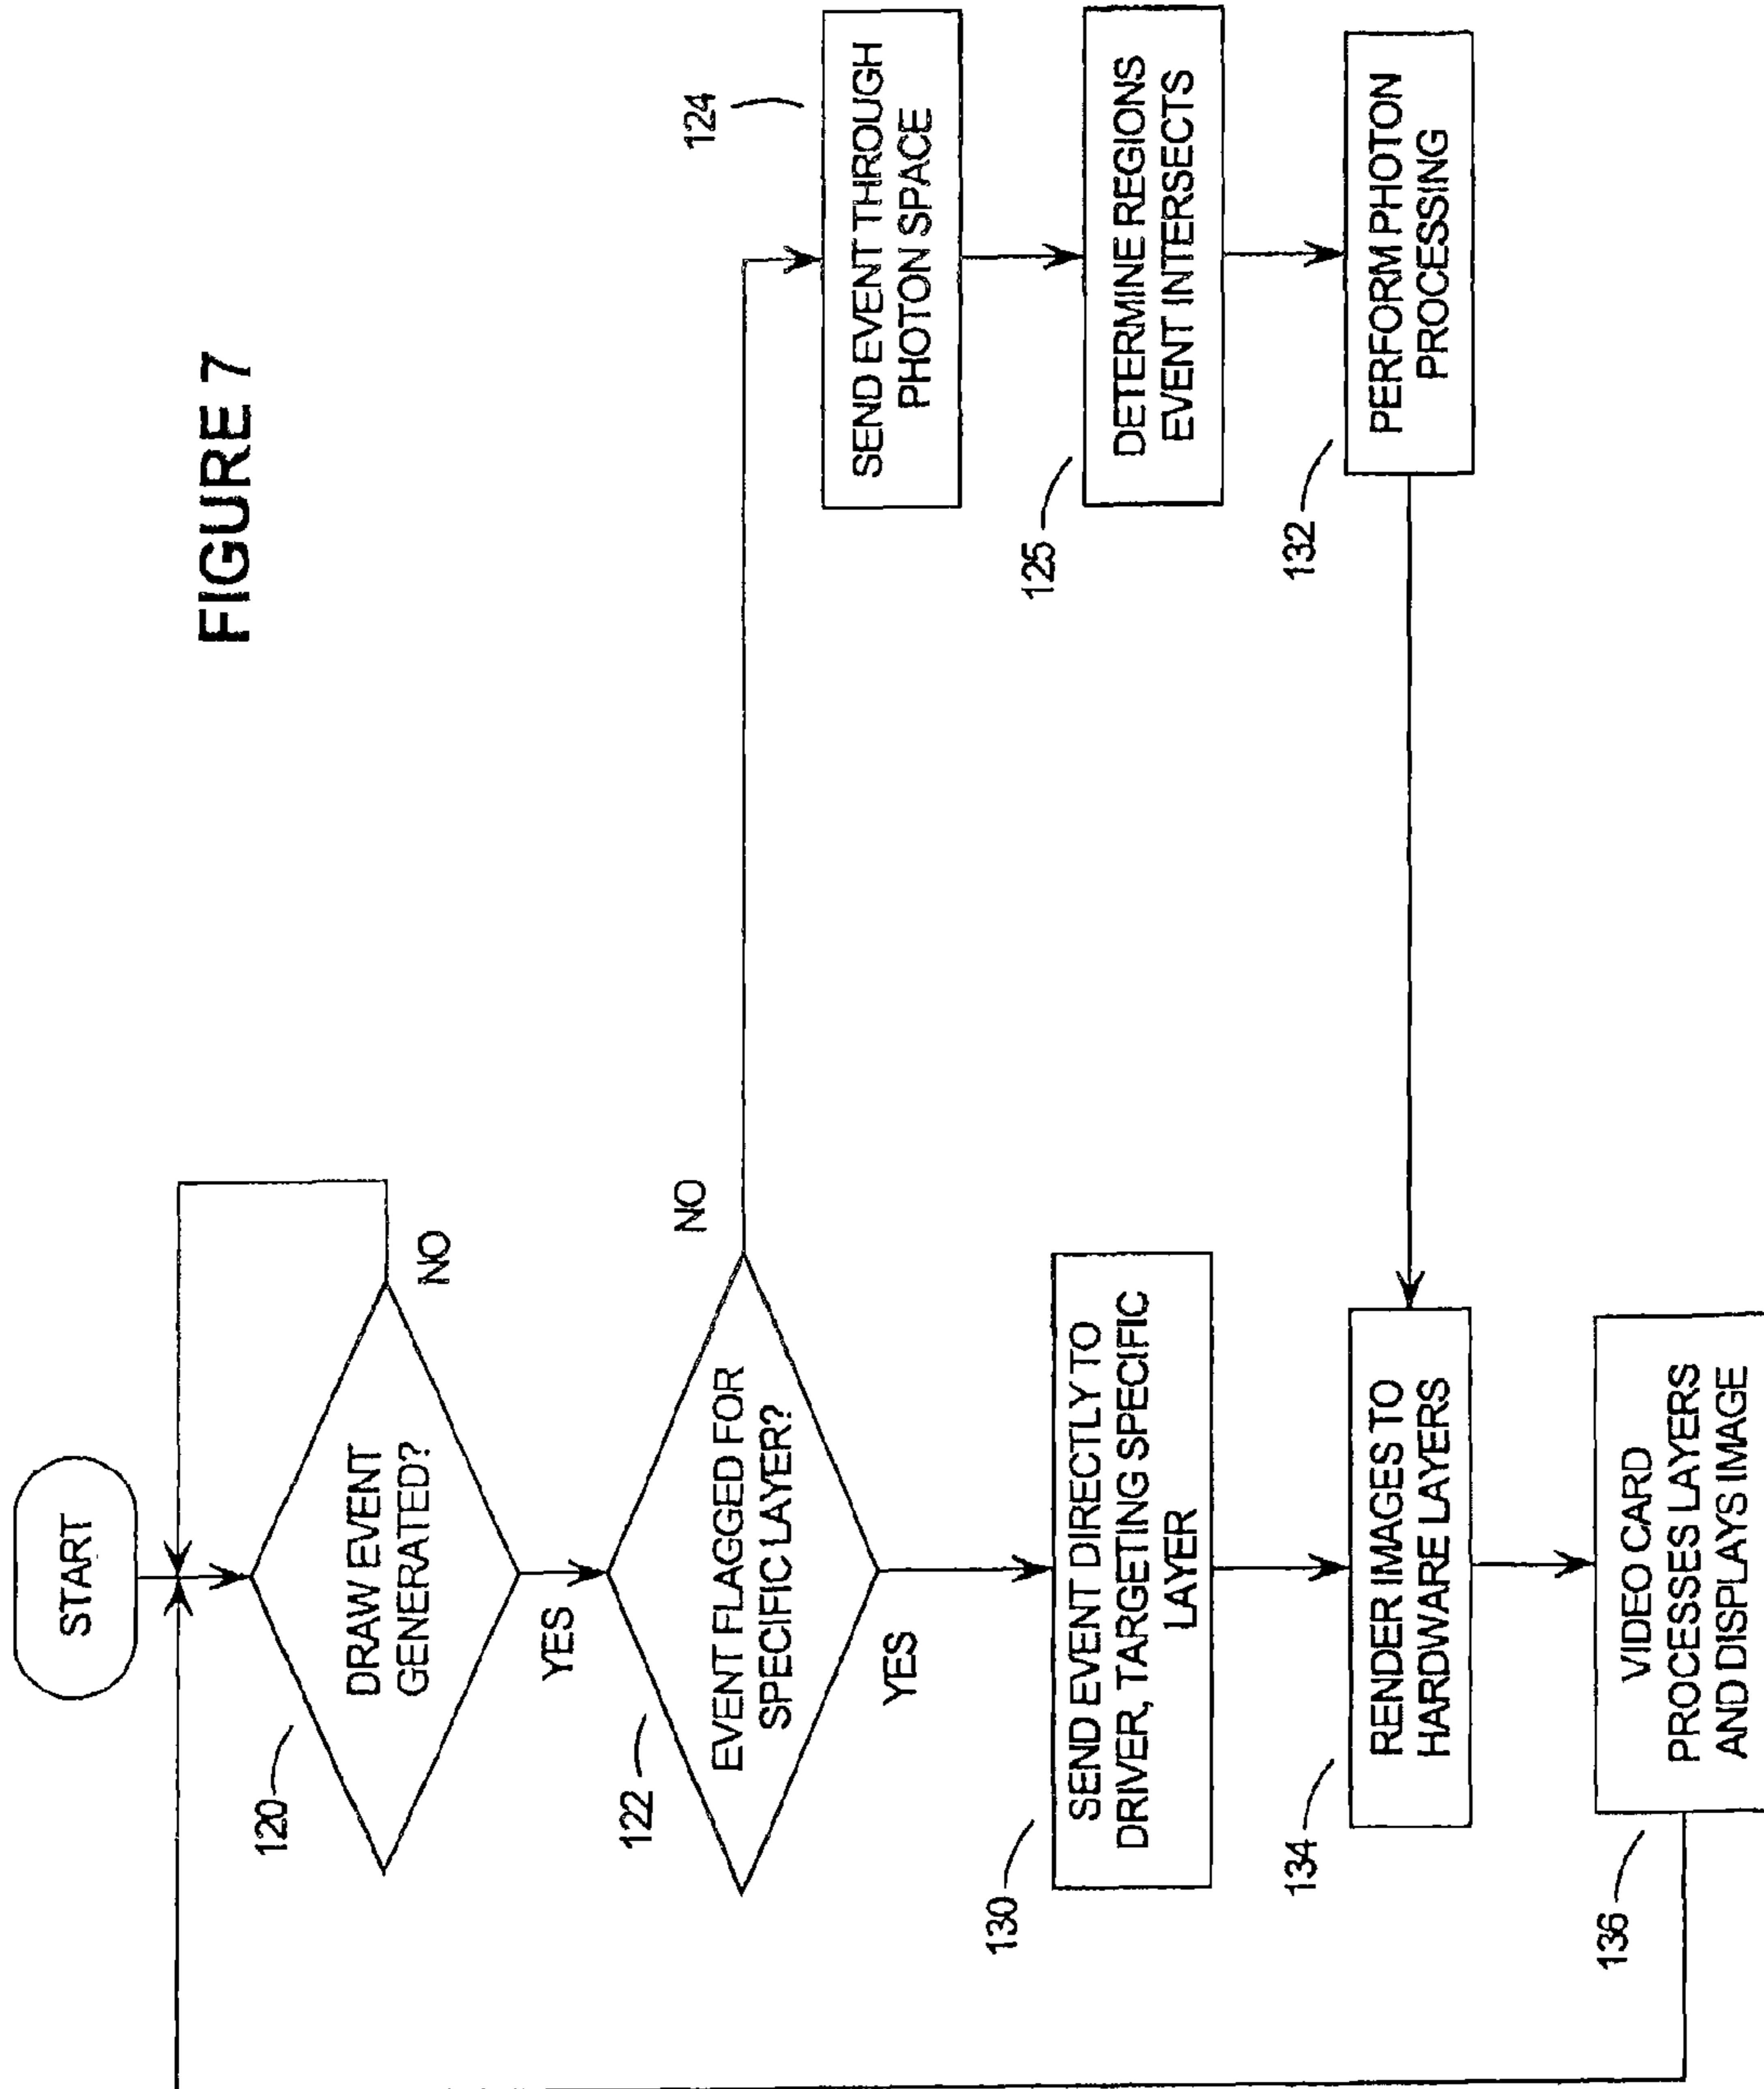 FIGURE 7
START
120
DRAW EVENT
GENERATED?
NO
YES
122
EVENT FLAGGED FOR
SPECIFIC LAYER?
NO
YES
124
SEND EVENT THROUGH
PHOTON SPACE
125
DETERMINE REGIONS
EVENT INTERSECTS
132
PERFORM PHOTON
PROCESSING
130
SEND EVENT DIRECTLY TO
DRIVER, TARGETING SPECIFIC
LAYER
134
RENDER IMAGES TO
HARDWARE LAYERS
136
VIDEO CARD
PROCESSES LAYERS
AND DISPLAYS IMAGE